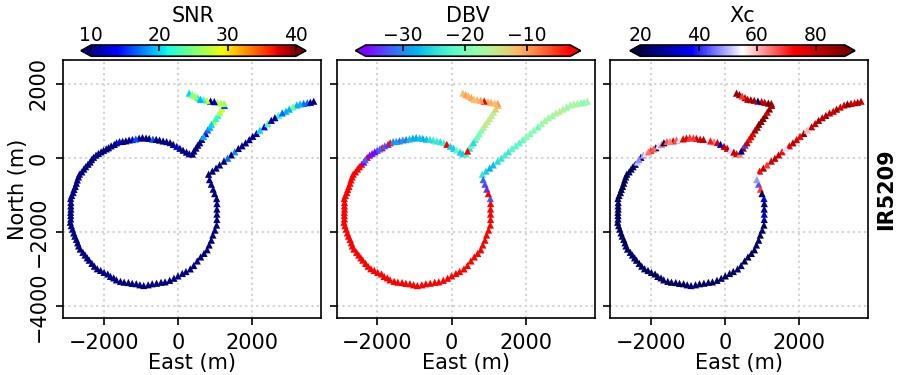 SNR
DBV
Xc
10 20 30 40
−30 −20 −10
20 40 60 80
North (m)
2000
0
−2000
−4000
−2000 0 2000
−2000 0 2000
−2000 0 2000
East (m)
East (m)
East (m)
IR5209